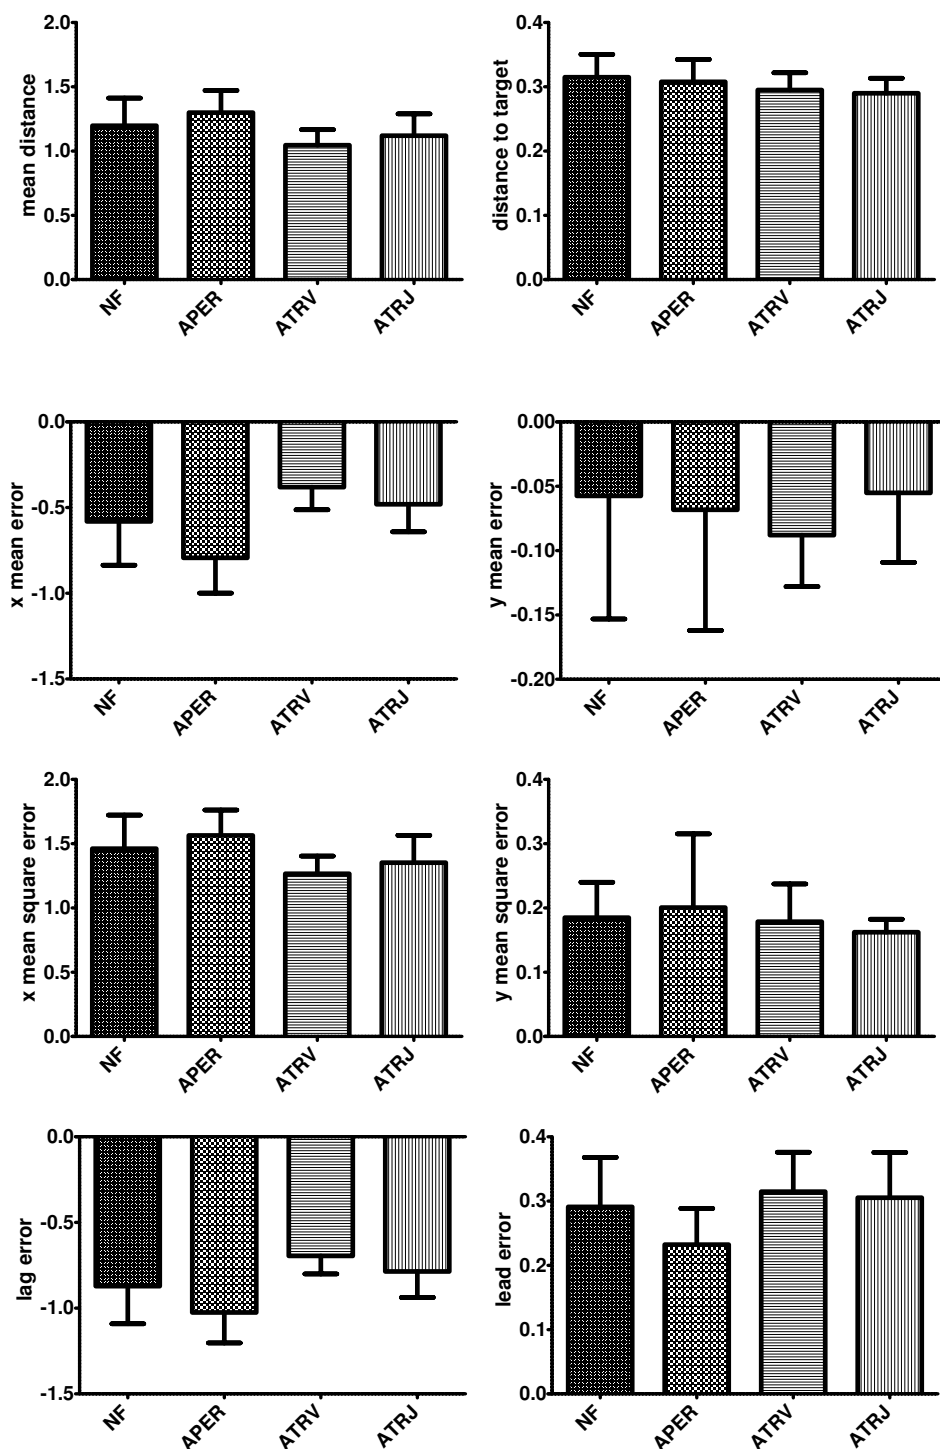 mean distance
2.0
1.5
1.0
0.5
0.0
NF
APER
ATRV
ATRJ
distance to target
0.4
0.3
0.2
0.1
0.0
NF
APER
ATRV
ATRJ
x mean error
0.0
-0.5
-1.0
-1.5
NF
APER
ATRV
ATRJ
y mean error
0.00
-0.05
-0.10
-0.15
-0.20
NF
APER
ATRV
ATRJ
x mean square error
2.0
1.5
1.0
0.5
0.0
NF
APER
ATRV
ATRJ
y mean square error
0.4
0.3
0.2
0.1
0.0
NF
APER
ATRV
ATRJ
lag error
0.0
-0.5
-1.0
-1.5
NF
APER
ATRV
ATRJ
lead error
0.4
0.3
0.2
0.1
0.0
NF
APER
ATRV
ATRJ